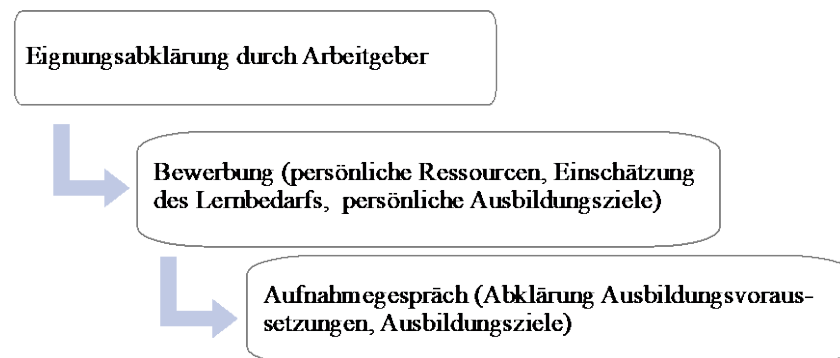 Eignungsabklärung durch Arbeitgeber
Bewerbung (persönliche Ressourcen, Einschätzung
des Lernbedarfs, persönliche Ausbildungsziele)
Aufnahmegespräch (Abklärung Ausbildungsvoraus-
setzungen, Ausbildungsziele)